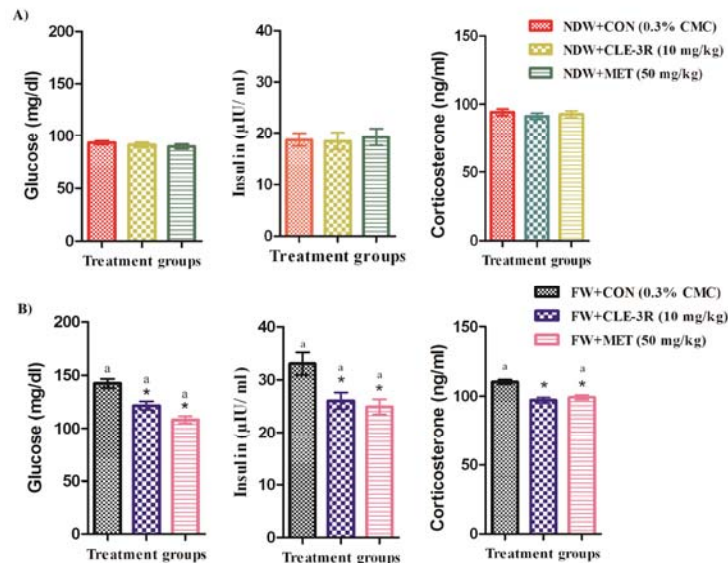 A)
NDW+CON (0.3% CMC)
NDW+CLE-3R (10 mg/kg)
NDW+MET (50 mg/kg)
Glucose (mg/dl)
200
150
100
50
0
Treatment groups
Insulin (µIU/ ml)
40
30
20
10
0
Treatment groups
Corticosterone (ng/ml)
150
100
50
0
Treatment groups
B)
FW+CON (0.3% CMC)
FW+CLE-3R (10 mg/kg)
FW+MET (50 mg/kg)
Glucose (mg/dl)
200
150
100
50
0
a
a
*
a
*
Treatment groups
Insulin (µIU/ ml)
40
30
20
10
0
a
a
*
a
*
Treatment groups
Corticosterone (ng/ml)
150
100
50
0
a
*
a
*
Treatment groups